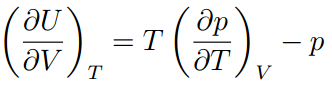 (∂U/∂V)_T = T (∂p/∂T)_V − p